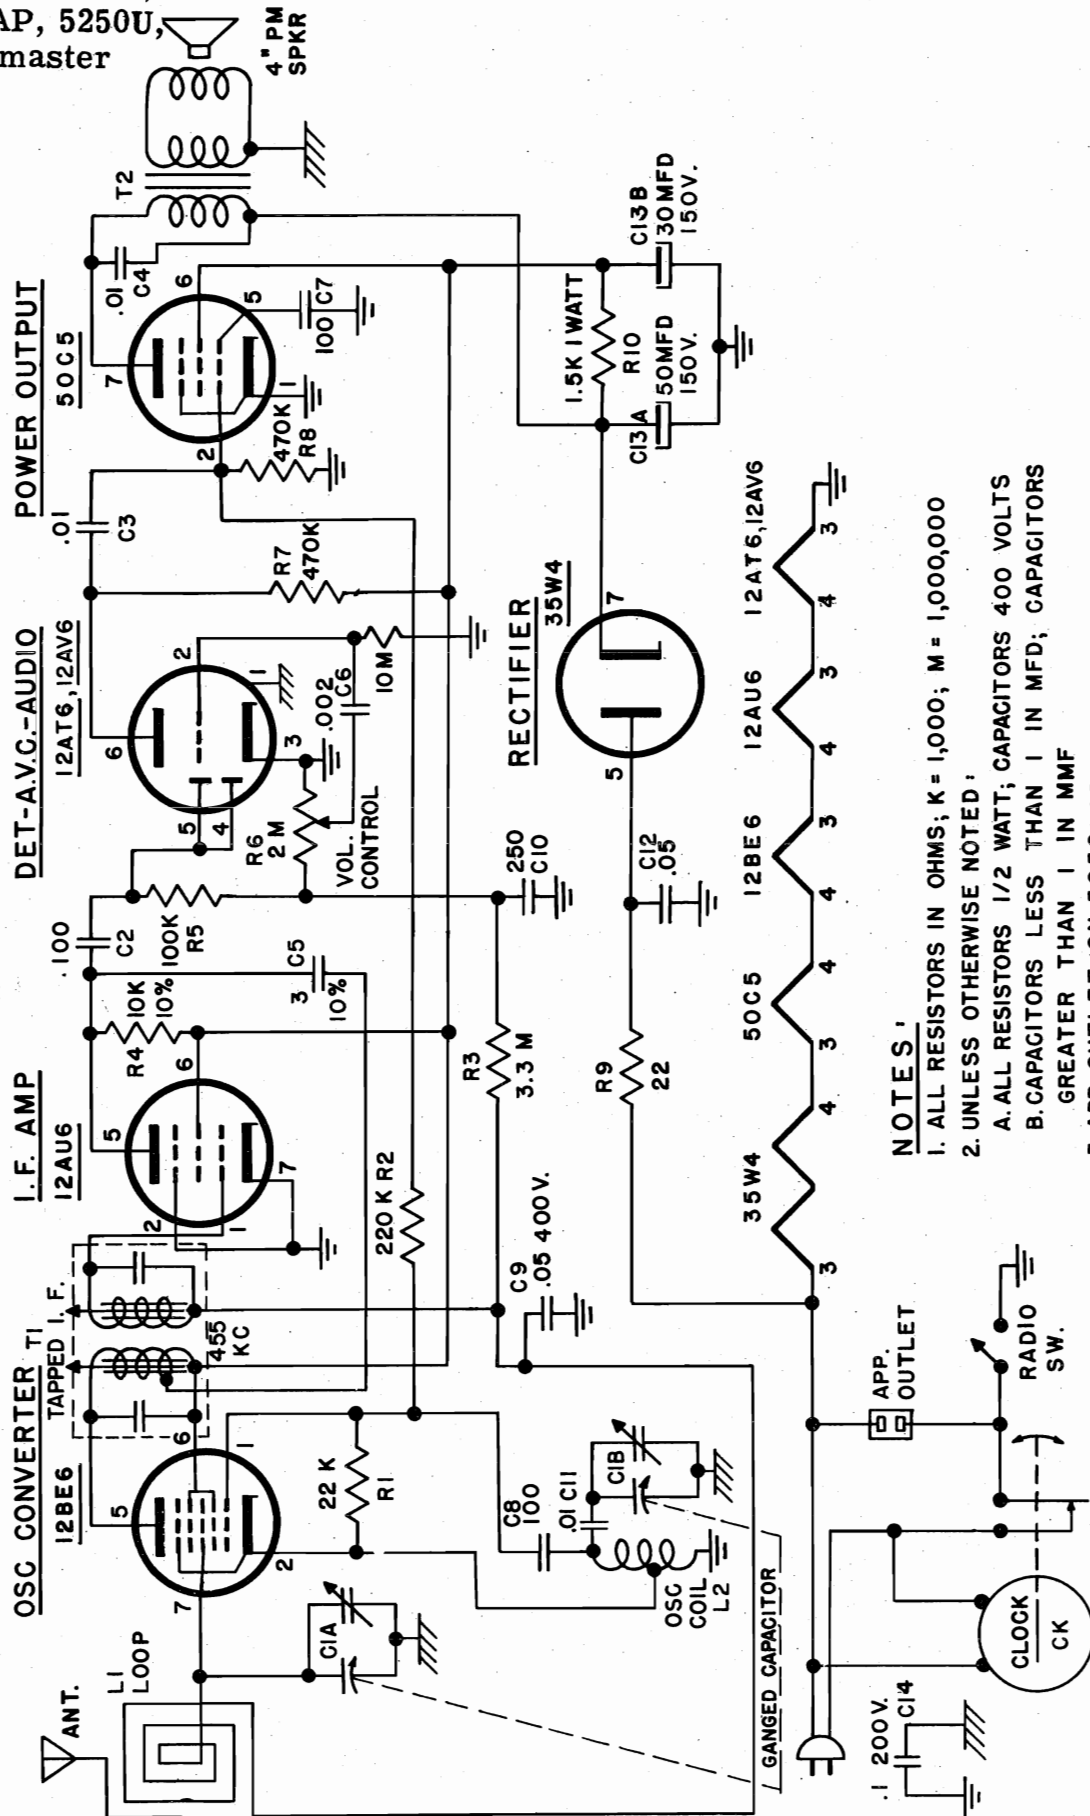 AP, 5250U,
master
OSC CONVERTER
12BE6
I.F. AMP
12AU6
DET-A.V.C.-AUDIO
12AT6,12AV6
POWER OUTPUT
50C5
4" PM
SPKR
ANT.
L1
LOOP
7
5
6
1
2
C1A
22 K
R1
TAPPED I. F.
T1
455
KC
5
6
2
1
7
R4
10K
10%
.100
C2
100K
R5
3
C5
10%
220 K R2
5
4
6
2
1
3
R6
2 M
VOL.
CONTROL
.002
C6
10M
.01
C3
R7
470K
7
2
6
5
1
470K
R8
100 C7
.01
C4
T2
C8
100
.01 C11
C1B
OSC
COIL
L2
GANGED CAPACITOR
C9
.05 400V.
R3
3.3 M
250
C10
RECTIFIER
35W4
5
7
R9
22
C12
.05
1.5K 1WATT
R10
C13A
50MFD
150V.
C13B
30MFD
150V.
35W4
50C5
12BE6
12AU6
12AT6,12AV6
3
4
3
4
4
3
4
3
4
3
APP.
OUTLET
RADIO
SW.
CLOCK
CK
.1 200V.
C14
NOTES:
1. ALL RESISTORS IN OHMS; K = 1,000; M = 1,000,000
2. UNLESS OTHERWISE NOTED:
A. ALL RESISTORS 1/2 WATT; CAPACITORS 400 VOLTS
B. CAPACITORS LESS THAN 1 IN MFD; CAPACITORS
GREATER THAN 1 IN MMF